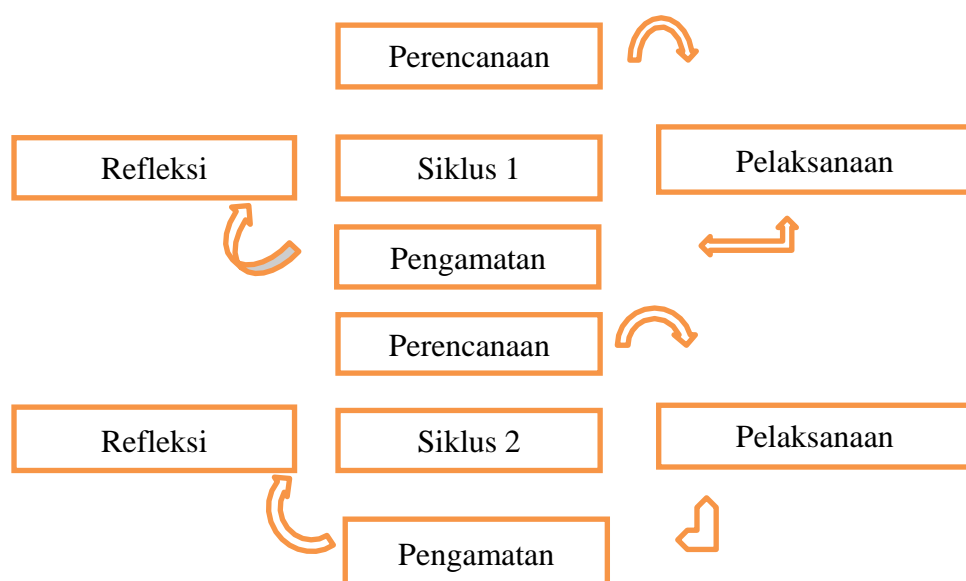 Perencanaan
Refleksi
Siklus 1
Pelaksanaan
Pengamatan
Perencanaan
Refleksi
Siklus 2
Pelaksanaan
Pengamatan